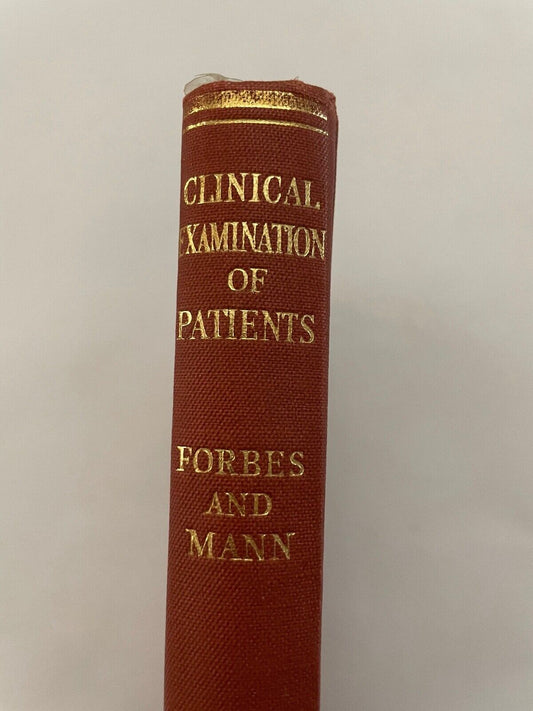 CLINICAL
EXAMINATION
OF
PATIENTS
FORBES
AND
MANN